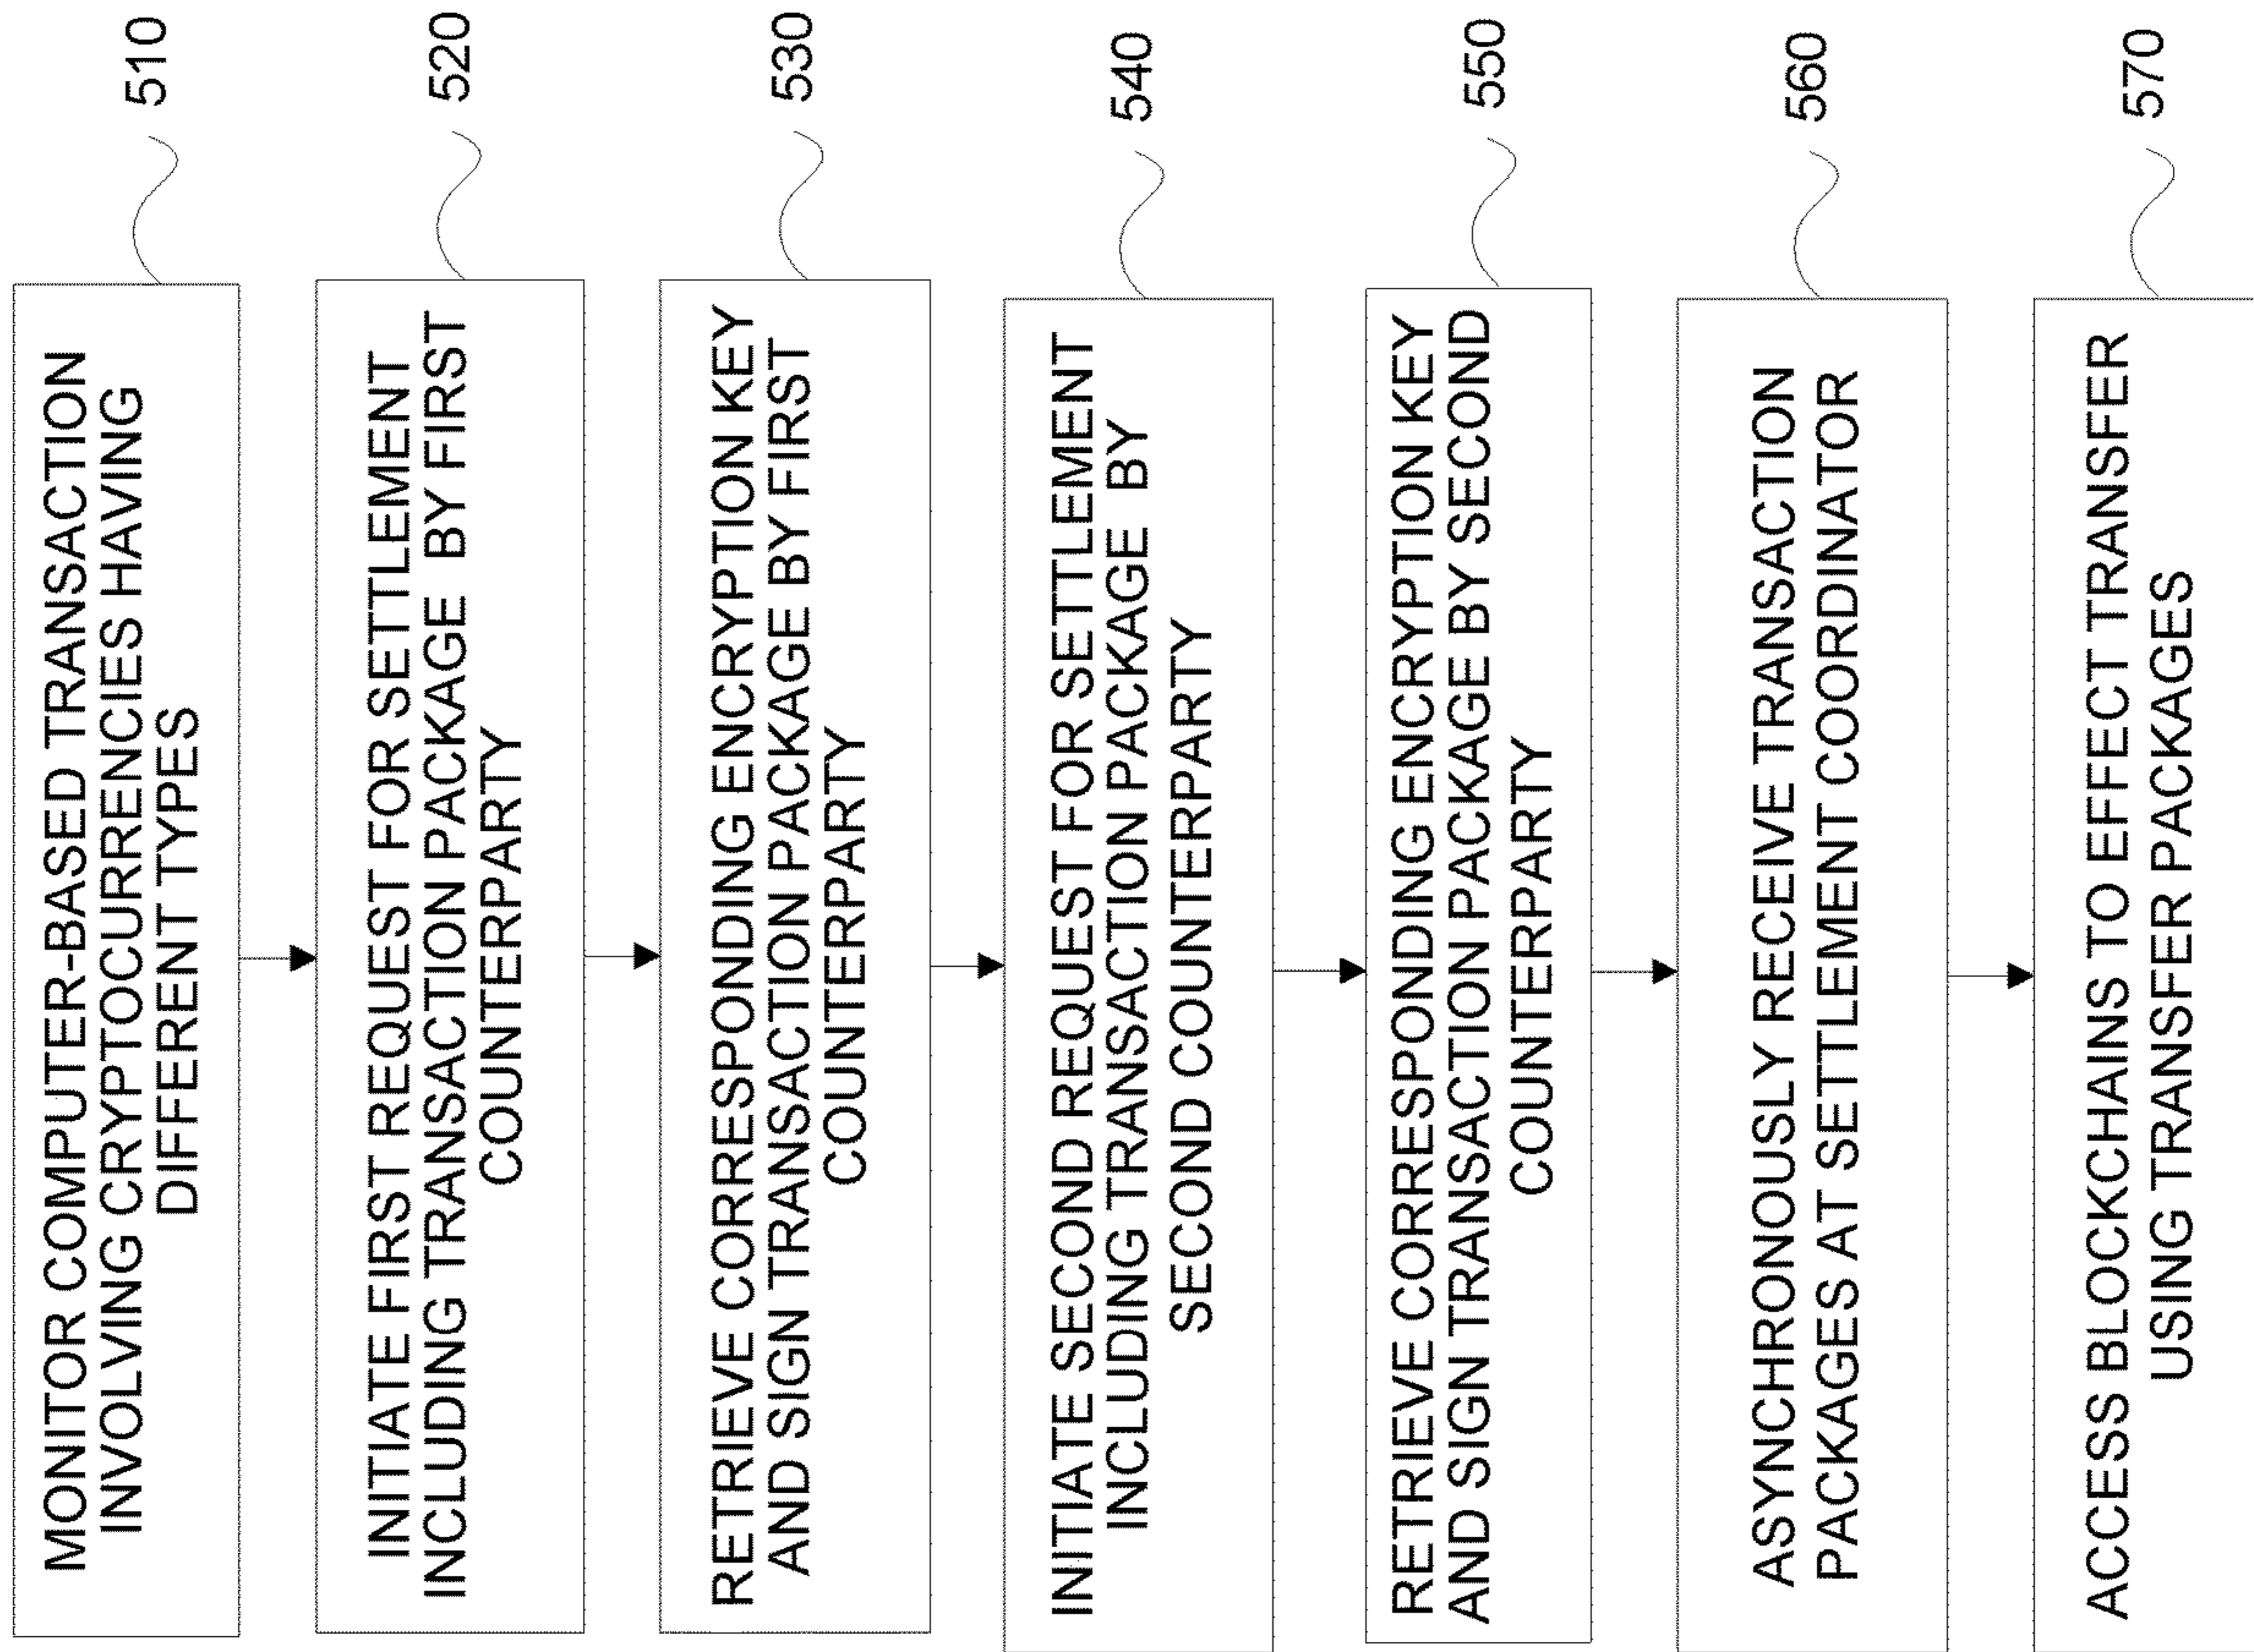 MONITOR COMPUTER-BASED TRANSACTION
INVOLVING CRYPTOCURRENCIES HAVING
DIFFERENT TYPES
510
INITIATE FIRST REQUEST FOR SETTLEMENT
INCLUDING TRANSACTION PACKAGE BY FIRST
COUNTERPARTY
520
RETRIEVE CORRESPONDING ENCRYPTION KEY
AND SIGN TRANSACTION PACKAGE BY FIRST
COUNTERPARTY
530
INITIATE SECOND REQUEST FOR SETTLEMENT
INCLUDING TRANSACTION PACKAGE BY
SECOND COUNTERPARTY
540
RETRIEVE CORRESPONDING ENCRYPTION KEY
AND SIGN TRANSACTION PACKAGE BY SECOND
COUNTERPARTY
550
ASYNCHRONOUSLY RECEIVE TRANSACTION
PACKAGES AT SETTLEMENT COORDINATOR
560
ACCESS BLOCKCHAINS TO EFFECT TRANSFER
USING TRANSFER PACKAGES
570